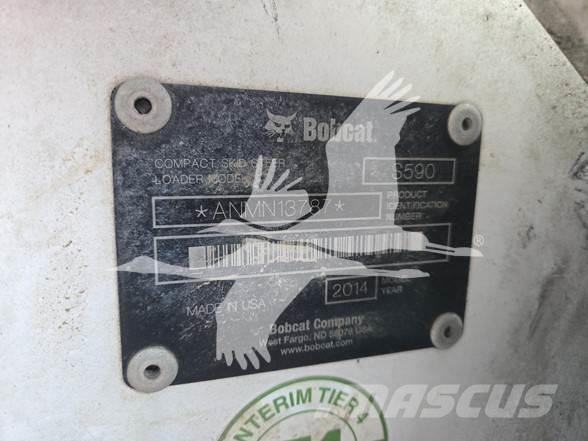 Bobcat.
COMPACT SKID STEER
LOADER MODEL
S590
*ANMN13787*
PRODUCT
IDENTIFICATION
NUMBER
®
2014
MODEL
YEAR
MADE IN USA
Bobcat Company
West Fargo, ND 58078 USA
www.bobcat.com
INTERIM TIER 4
MASCUS